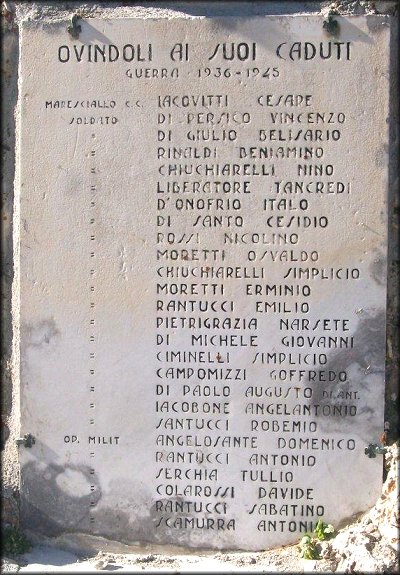 OVINDOLI AI SUOI CADUTI
GUERRA - 1936 - 1945
MARESCIALLO C.C. IACOVITTI CESARE
SOLDATO DI PERSICO VINCENZO
" DI GIULIO BELISARIO
" RINALDI BENIAMINO
" CHIUCHIARELLI NINO
" LIBERATORE TANCREDI
" D'ONOFRIO ITALO
" DI SANTO CESIDIO
" ROSSI NICOLINO
" MORETTI OSVALDO
" CHIUCHIARELLI SIMPLICIO
" MORETTI ERMINIO
" RANTUCCI EMILIO
" PIETRIGRAZIA NARSETE
" DI MICHELE GIOVANNI
" CIMINELLI SIMPLICIO
" CAMPOMIZZI GOFFREDO
" DI PAOLO AUGUSTO DI ANT.
" IACOBONE ANGELANTONIO
" SANTUCCI ROBEMIO
OP. MILIT ANGELOSANTE DOMENICO
" RANTUCCI ANTONIO
" SERCHIA TULLIO
" COLAROSSI DAVIDE
" RANTUCCI SABATINO
" SCAMURRA ANTONIO